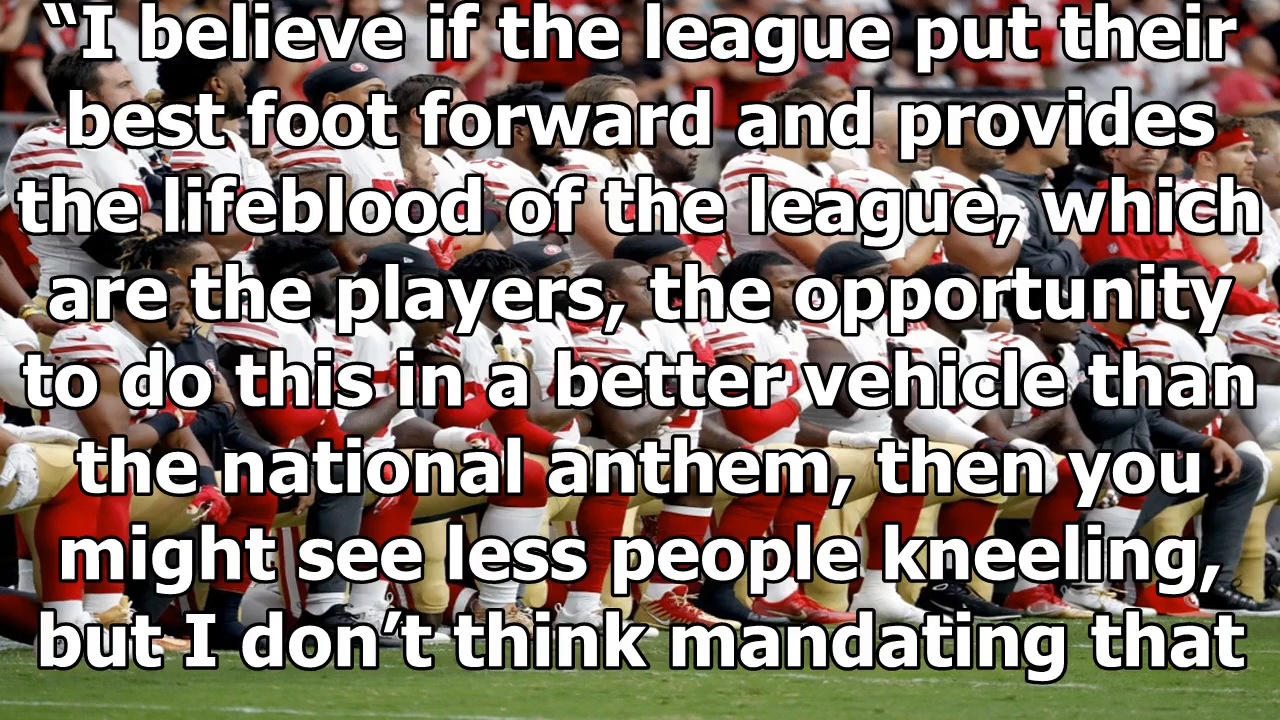 “I believe if the league put their
best foot forward and provides
the lifeblood of the league, which
are the players, the opportunity
to do this in a better vehicle than
the national anthem, then you
might see less people kneeling,
but I don’t think mandating that